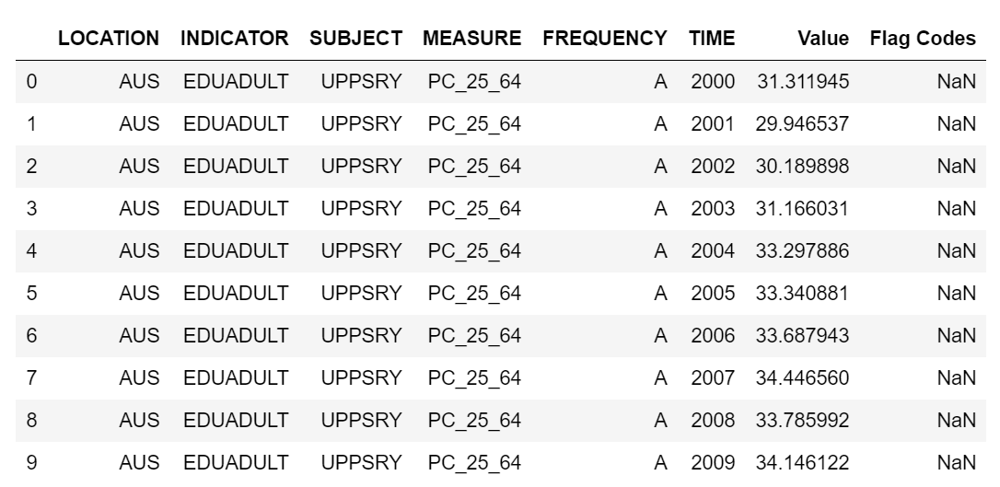 LOCATION INDICATOR SUBJECT MEASURE FREQUENCY TIME Value Flag Codes
0 AUS EDUADULT UPPSRY PC_25_64 A 2000 31.311945 NaN
1 AUS EDUADULT UPPSRY PC_25_64 A 2001 29.946537 NaN
2 AUS EDUADULT UPPSRY PC_25_64 A 2002 30.189898 NaN
3 AUS EDUADULT UPPSRY PC_25_64 A 2003 31.166031 NaN
4 AUS EDUADULT UPPSRY PC_25_64 A 2004 33.297886 NaN
5 AUS EDUADULT UPPSRY PC_25_64 A 2005 33.340881 NaN
6 AUS EDUADULT UPPSRY PC_25_64 A 2006 33.687943 NaN
7 AUS EDUADULT UPPSRY PC_25_64 A 2007 34.446560 NaN
8 AUS EDUADULT UPPSRY PC_25_64 A 2008 33.785992 NaN
9 AUS EDUADULT UPPSRY PC_25_64 A 2009 34.146122 NaN